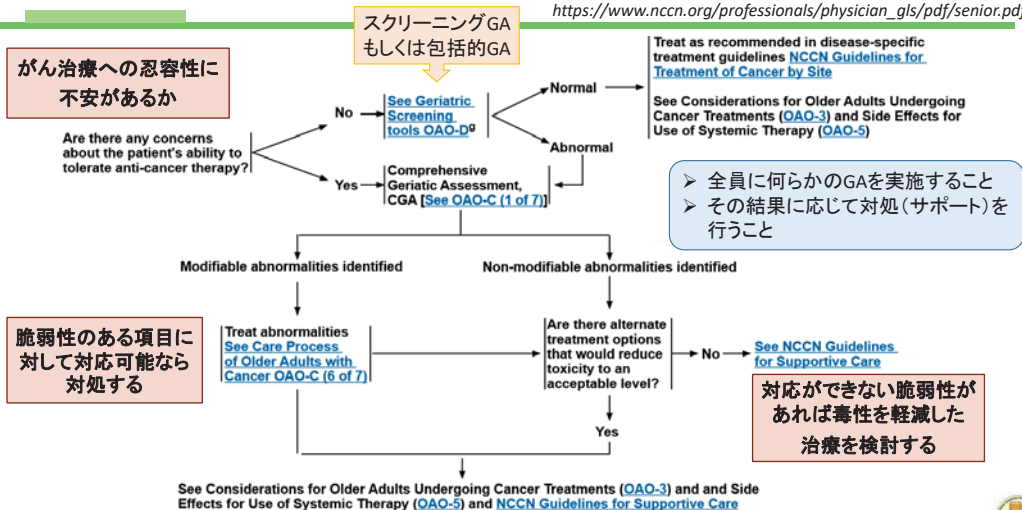 https://www.nccn.org/professionals/physician_gls/pdf/senior.pdf
スクリーニングGA
もしくは包括的GA
がん治療への忍容性に
不安があるか
Are there any concerns
about the patient's ability to
tolerate anti-cancer therapy?
No
See Geriatric
Screening
tools OAO-Dg
Normal
Treat as recommended in disease-specific
treatment guidelines NCCN Guidelines for
Treatment of Cancer by Site
See Considerations for Older Adults Undergoing
Cancer Treatments (OAO-3) and Side Effects for
Use of Systemic Therapy (OAO-5)
Abnormal
Yes
Comprehensive
Geriatic Assessment,
CGA [See OAO-C (1 of 7)]
➢ 全員に何らかのGAを実施すること
➢ その結果に応じて対処(サポート)を
行うこと
Modifiable abnormalities identified
Non-modifiable abnormalities identified
脆弱性のある項目に
対して対応可能なら
対処する
Treat abnormalities
See Care Process
of Older Adults with
Cancer OAO-C (6 of 7)
Are there alternate
treatment options
that would reduce
toxicity to an
acceptable level?
No
See NCCN Guidelines
for Supportive Care
対応ができない脆弱性が
あれば毒性を軽減した
治療を検討する
Yes
See Considerations for Older Adults Undergoing Cancer Treatments (OAO-3) and and Side
Effects for Use of Systemic Therapy (OAO-5) and NCCN Guidelines for Supportive Care